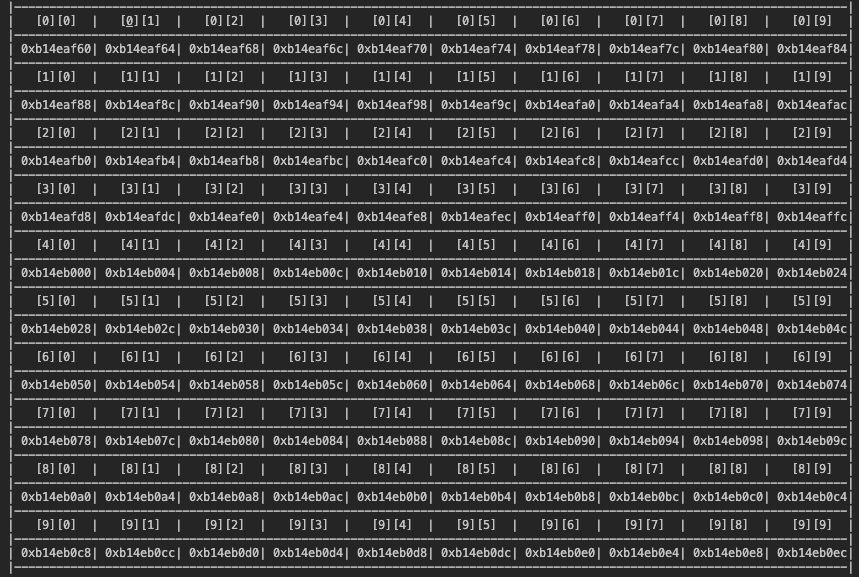 | [0][0] | [0][1] | [0][2] | [0][3] | [0][4] | [0][5] | [0][6] | [0][7] | [0][8] | [0][9] |
| 0xb14eaf60| 0xb14eaf64| 0xb14eaf68| 0xb14eaf6c| 0xb14eaf70| 0xb14eaf74| 0xb14eaf78| 0xb14eaf7c| 0xb14eaf80| 0xb14eaf84|
| [1][0] | [1][1] | [1][2] | [1][3] | [1][4] | [1][5] | [1][6] | [1][7] | [1][8] | [1][9] |
| 0xb14eaf88| 0xb14eaf8c| 0xb14eaf90| 0xb14eaf94| 0xb14eaf98| 0xb14eaf9c| 0xb14eafa0| 0xb14eafa4| 0xb14eafa8| 0xb14eafac|
| [2][0] | [2][1] | [2][2] | [2][3] | [2][4] | [2][5] | [2][6] | [2][7] | [2][8] | [2][9] |
| 0xb14eafb0| 0xb14eafb4| 0xb14eafb8| 0xb14eafbc| 0xb14eafc0| 0xb14eafc4| 0xb14eafc8| 0xb14eafcc| 0xb14eafd0| 0xb14eafd4|
| [3][0] | [3][1] | [3][2] | [3][3] | [3][4] | [3][5] | [3][6] | [3][7] | [3][8] | [3][9] |
| 0xb14eafd8| 0xb14eafdc| 0xb14eafe0| 0xb14eafe4| 0xb14eafe8| 0xb14eafec| 0xb14eaff0| 0xb14eaff4| 0xb14eaff8| 0xb14eaffc|
| [4][0] | [4][1] | [4][2] | [4][3] | [4][4] | [4][5] | [4][6] | [4][7] | [4][8] | [4][9] |
| 0xb14eb000| 0xb14eb004| 0xb14eb008| 0xb14eb00c| 0xb14eb010| 0xb14eb014| 0xb14eb018| 0xb14eb01c| 0xb14eb020| 0xb14eb024|
| [5][0] | [5][1] | [5][2] | [5][3] | [5][4] | [5][5] | [5][6] | [5][7] | [5][8] | [5][9] |
| 0xb14eb028| 0xb14eb02c| 0xb14eb030| 0xb14eb034| 0xb14eb038| 0xb14eb03c| 0xb14eb040| 0xb14eb044| 0xb14eb048| 0xb14eb04c|
| [6][0] | [6][1] | [6][2] | [6][3] | [6][4] | [6][5] | [6][6] | [6][7] | [6][8] | [6][9] |
| 0xb14eb050| 0xb14eb054| 0xb14eb058| 0xb14eb05c| 0xb14eb060| 0xb14eb064| 0xb14eb068| 0xb14eb06c| 0xb14eb070| 0xb14eb074|
| [7][0] | [7][1] | [7][2] | [7][3] | [7][4] | [7][5] | [7][6] | [7][7] | [7][8] | [7][9] |
| 0xb14eb078| 0xb14eb07c| 0xb14eb080| 0xb14eb084| 0xb14eb088| 0xb14eb08c| 0xb14eb090| 0xb14eb094| 0xb14eb098| 0xb14eb09c|
| [8][0] | [8][1] | [8][2] | [8][3] | [8][4] | [8][5] | [8][6] | [8][7] | [8][8] | [8][9] |
| 0xb14eb0a0| 0xb14eb0a4| 0xb14eb0a8| 0xb14eb0ac| 0xb14eb0b0| 0xb14eb0b4| 0xb14eb0b8| 0xb14eb0bc| 0xb14eb0c0| 0xb14eb0c4|
| [9][0] | [9][1] | [9][2] | [9][3] | [9][4] | [9][5] | [9][6] | [9][7] | [9][8] | [9][9] |
| 0xb14eb0c8| 0xb14eb0cc| 0xb14eb0d0| 0xb14eb0d4| 0xb14eb0d8| 0xb14eb0dc| 0xb14eb0e0| 0xb14eb0e4| 0xb14eb0e8| 0xb14eb0ec|